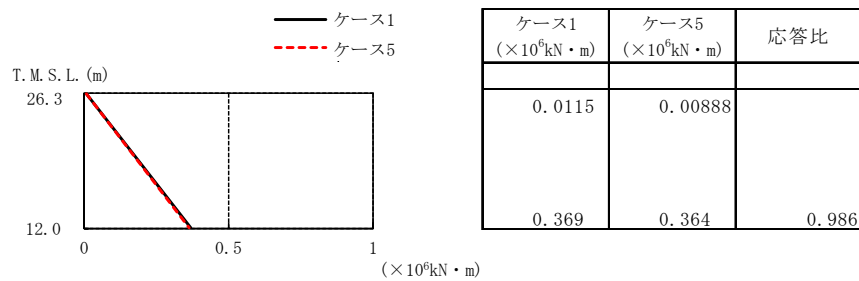 ケース1
ケース5
T.M.S.L.(m)
26.3
12.0
0
0.5
1
(×10⁶kN・m)
ケース1
(×10⁶kN・m)
ケース5
(×10⁶kN・m)
応答比
0.0115
0.00888
0.369
0.364
0.986